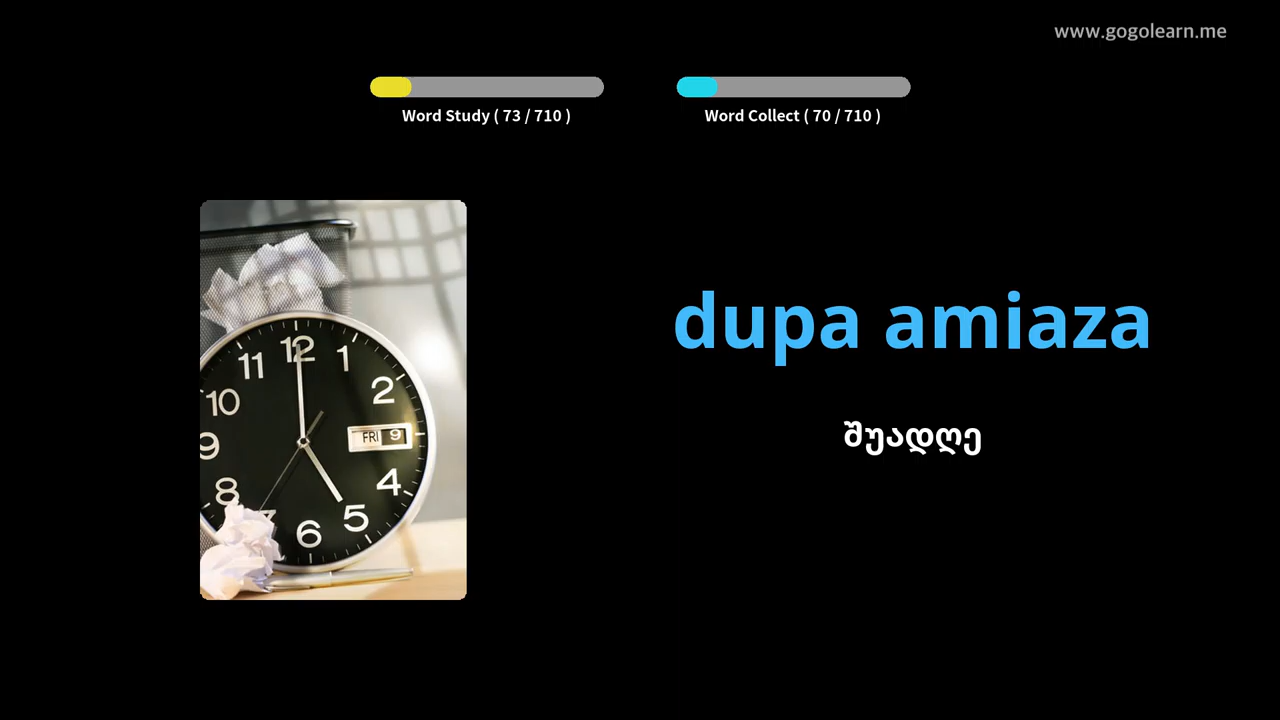 www.gogolearn.me
Word Study ( 73 / 710 )
Word Collect ( 70 / 710 )
dupa amiaza
შუადღე
12
11
1
10
2
9
FRI 9
8
4
7
5
6